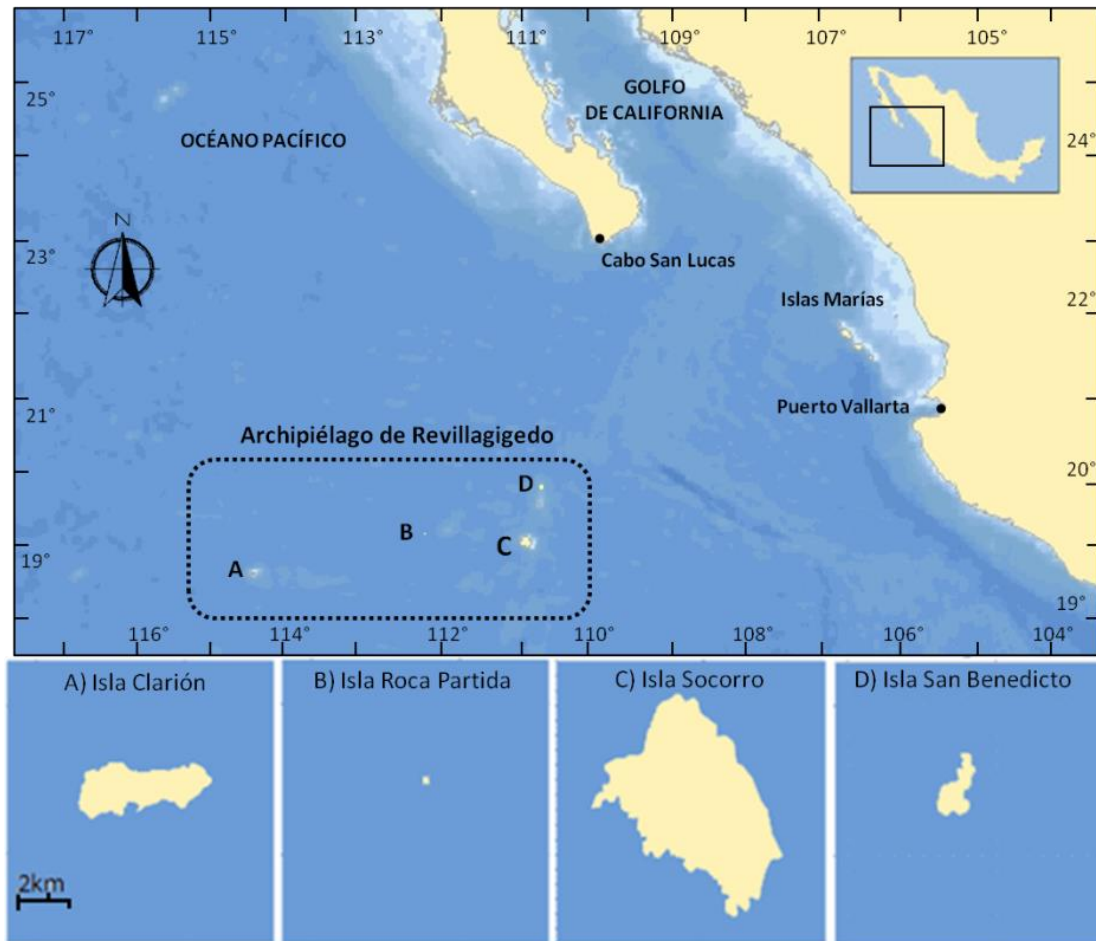 117° 115° 113° 111° 109° 107° 105°
25°
GOLFO
DE CALIFORNIA
OCÉANO PACÍFICO
24°
N
23°
Cabo San Lucas
Islas Marías
22°
21°
Puerto Vallarta
Archipiélago de Revillagigedo
D
20°
B
C
19°
A
19°
116° 114° 112° 110° 108° 106° 104°
A) Isla Clarión
B) Isla Roca Partida
C) Isla Socorro
D) Isla San Benedicto
2km